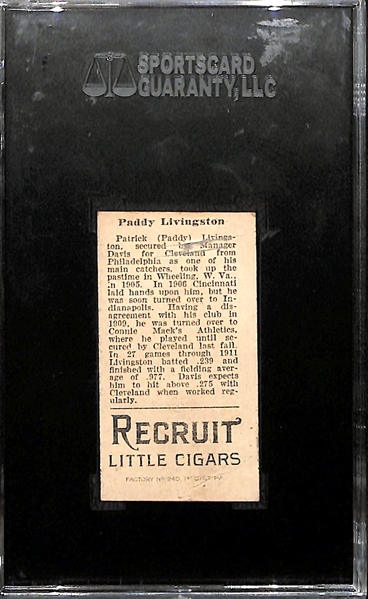 SPORTSCARD
GUARANTY, LLC
Paddy Livingston
Patrick (Paddy) Livings-
ton, secured by Manager
Davis for Cleveland from
Philadelphia as one of his
main catchers, took up the
pastime in Wheeling, W. Va.,
in 1905. In 1906 Cincinnati
laid hands upon him, but he
was soon turned over to In-
dianapolis. Having a dis-
agreement with his club in
1909, he was turned over to
Connie Mack's Athletics,
where he played until se-
cured by Cleveland last fall.
In 27 games through 1911
Livingston batted .239 and
finished with a fielding aver-
age of .977. Davis expects
him to hit above .275 with
Cleveland when worked reg-
ularly.
RECRUIT
LITTLE CIGARS
FACTORY Nº 240, 1ST DIST. PA.